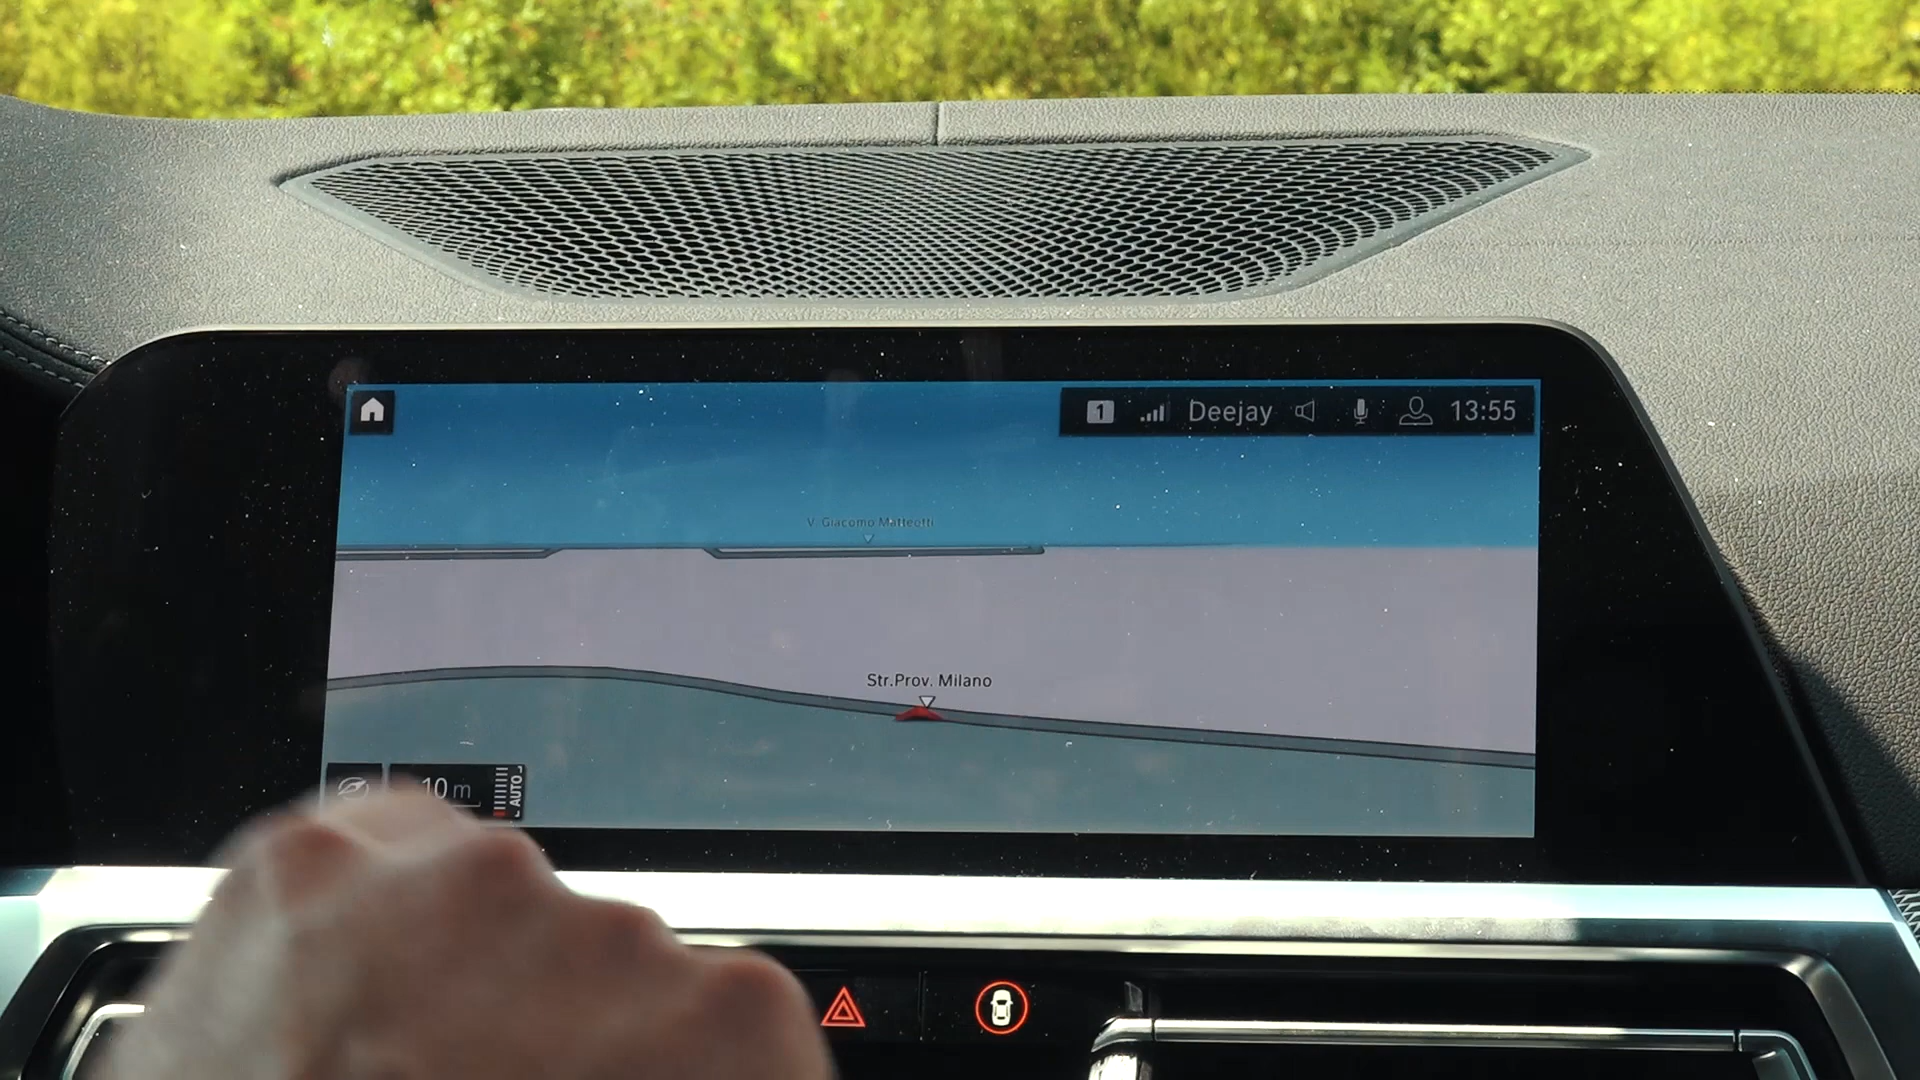 1 Deejay 13:55
V. Giacomo Matteotti
Str.Prov. Milano
10 m
AUTO